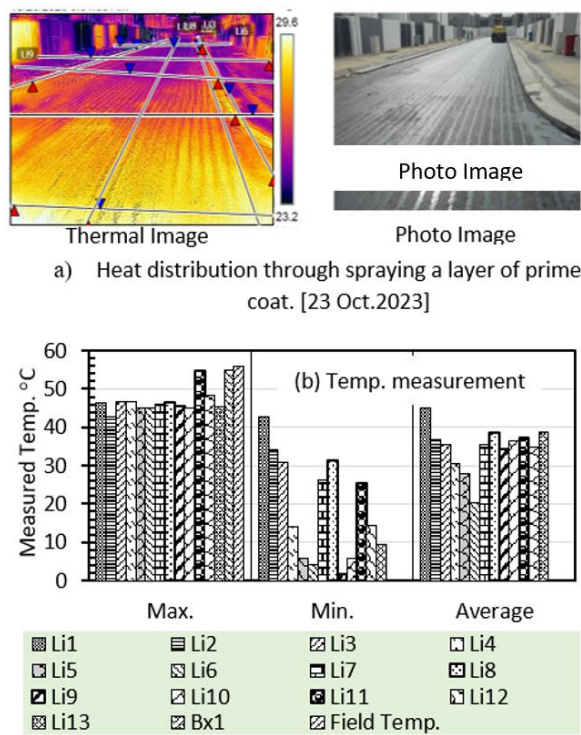 29.6
Li9
Li3
Li6
23.2
Thermal Image
Photo Image
Photo Image
a) Heat distribution through spraying a layer of prime
coat. [23 Oct.2023]
(b) Temp. measurement
Measured Temp. °C
60
50
40
30
20
10
0
Max. Min. Average
Li1 Li2 Li3 Li4
Li5 Li6 Li7 Li8
Li9 Li10 Li11 Li12
Li13 Bx1 Field Temp.